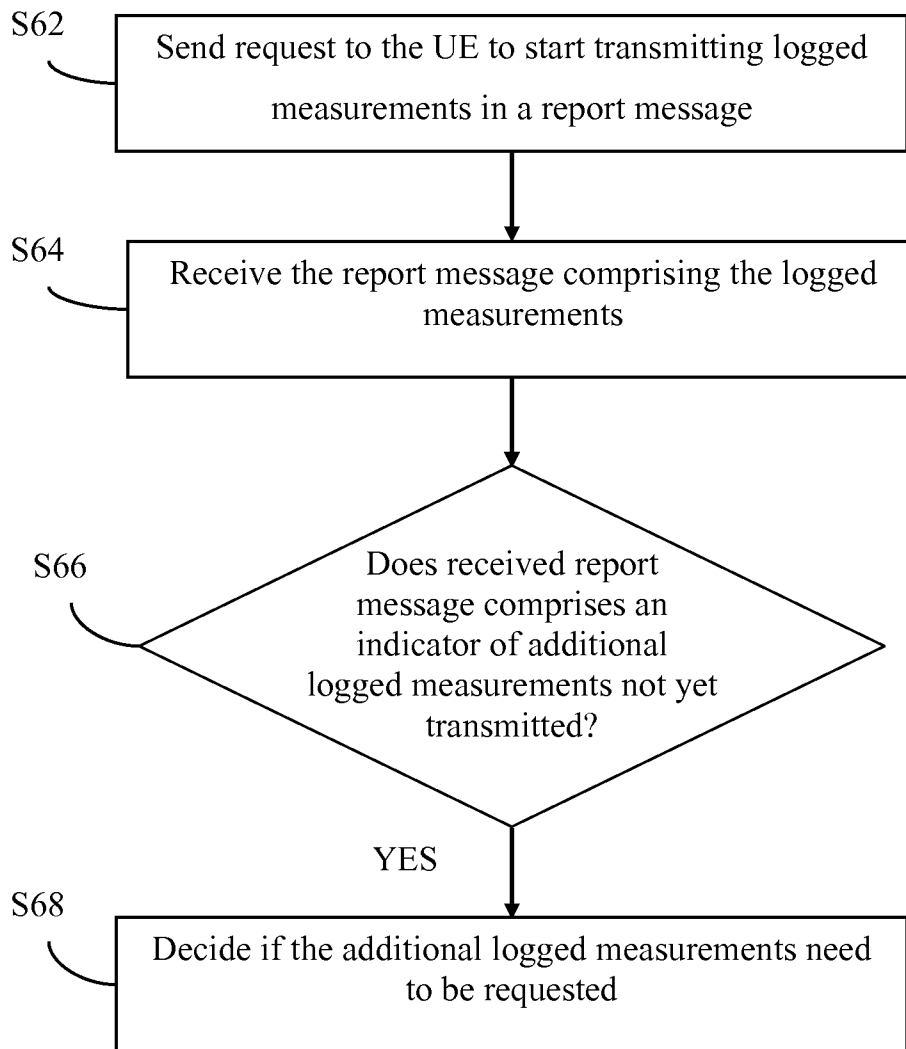 S62
Send request to the UE to start transmitting logged
measurements in a report message
S64
Receive the report message comprising the logged
measurements
S66
Does received report
message comprises an
indicator of additional
logged measurements not yet
transmitted?
YES
S68
Decide if the additional logged measurements need
to be requested